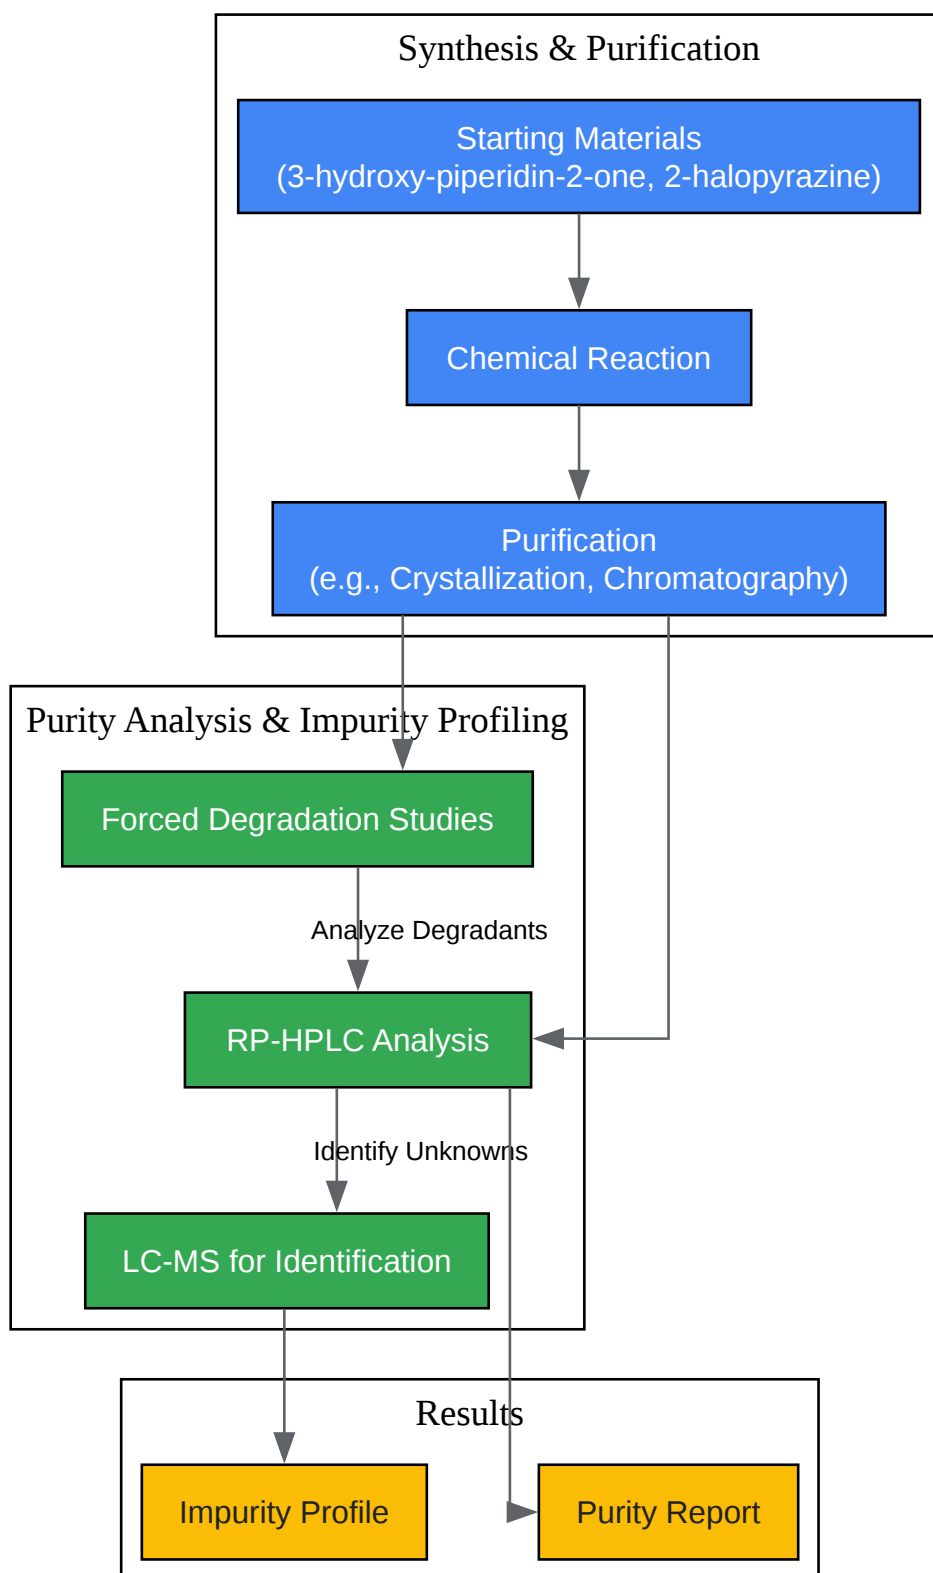 Synthesis & Purification
Starting Materials
(3-hydroxy-piperidin-2-one, 2-halopyrazine)
Chemical Reaction
Purification
(e.g., Crystallization, Chromatography)
Purity Analysis & Impurity Profiling
Forced Degradation Studies
Analyze Degradants
RP-HPLC Analysis
Identify Unknowns
LC-MS for Identification
Results
Impurity Profile
Purity Report